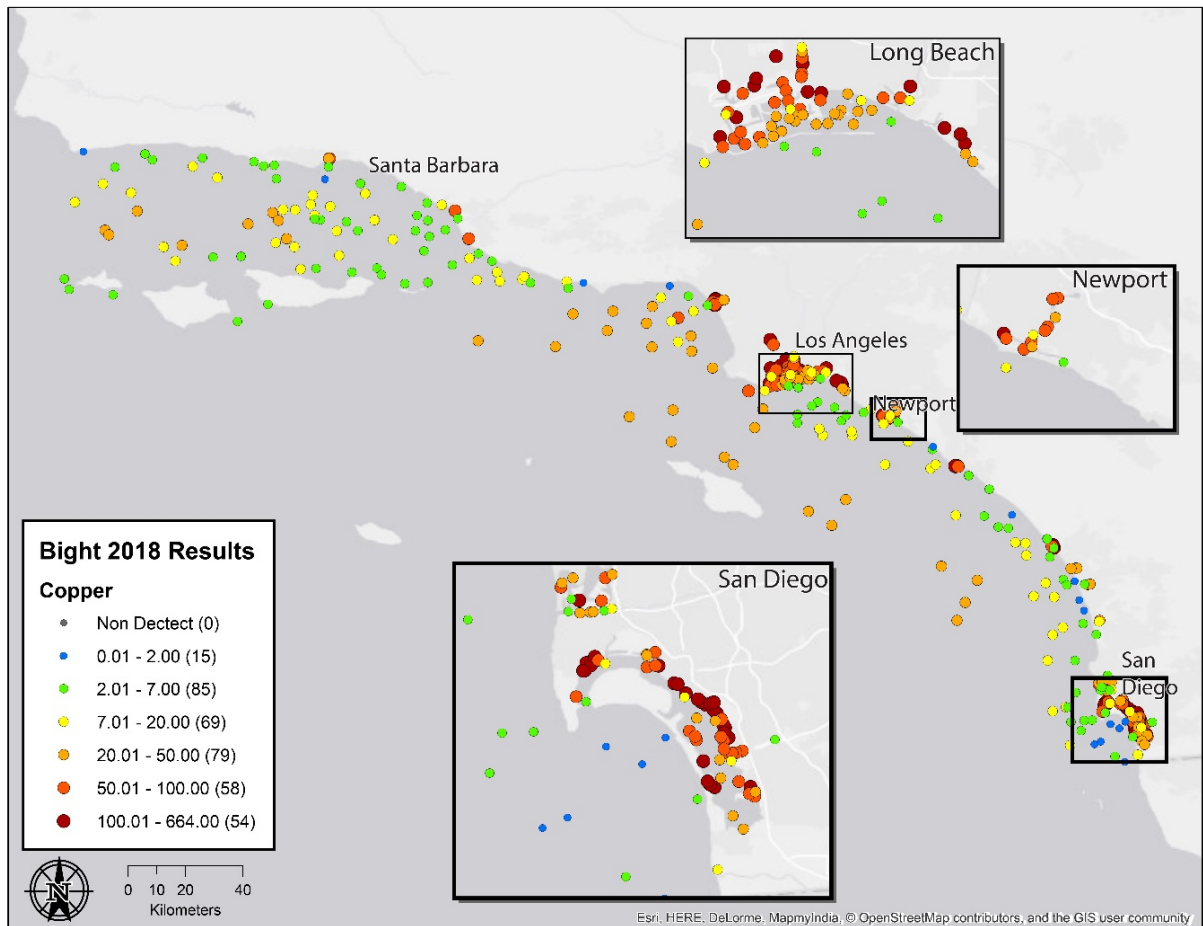 Long Beach
Santa Barbara
Newport
Los Angeles
Newport
San Diego
San
Diego
Bight 2018 Results
Copper
Non Dectect (0)
0.01 - 2.00 (15)
2.01 - 7.00 (85)
7.01 - 20.00 (69)
20.01 - 50.00 (79)
50.01 - 100.00 (58)
100.01 - 664.00 (54)
N
0 10 20 40
Kilometers
Esri, HERE, DeLorme, MapmyIndia, © OpenStreetMap contributors, and the GIS user community